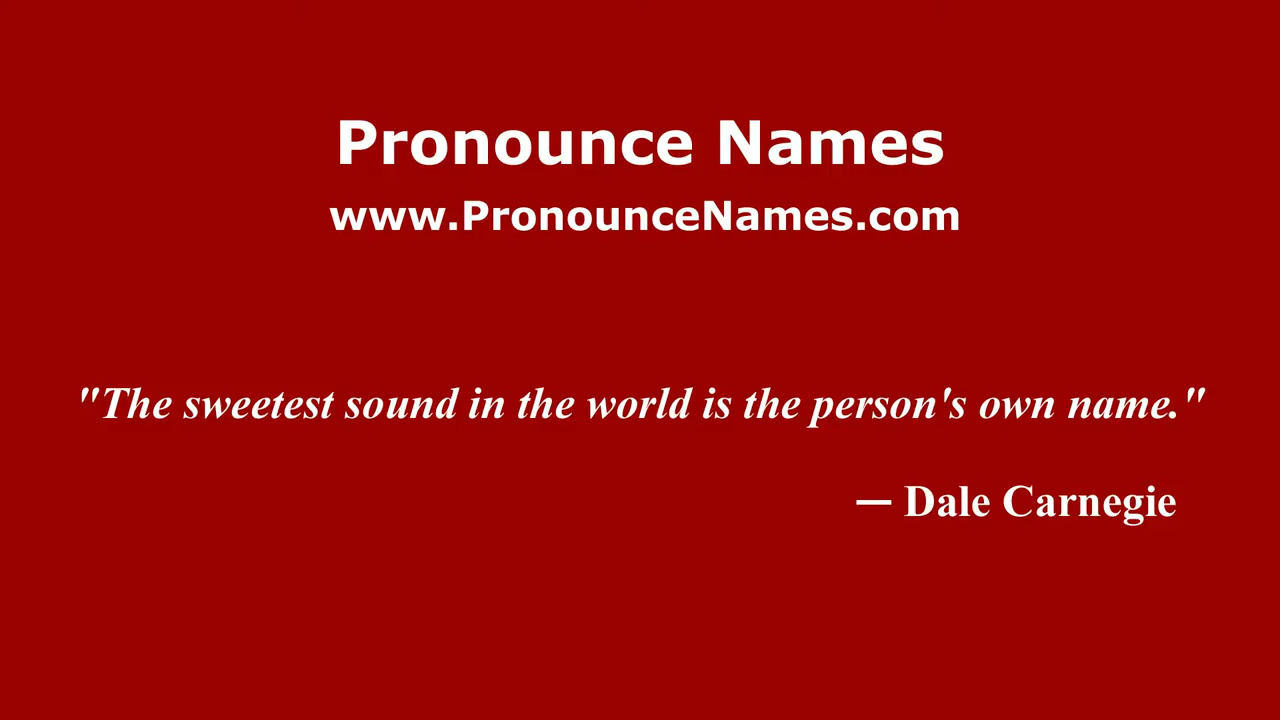 Pronounce Names
www.PronounceNames.com
"The sweetest sound in the world is the person's own name."
— Dale Carnegie